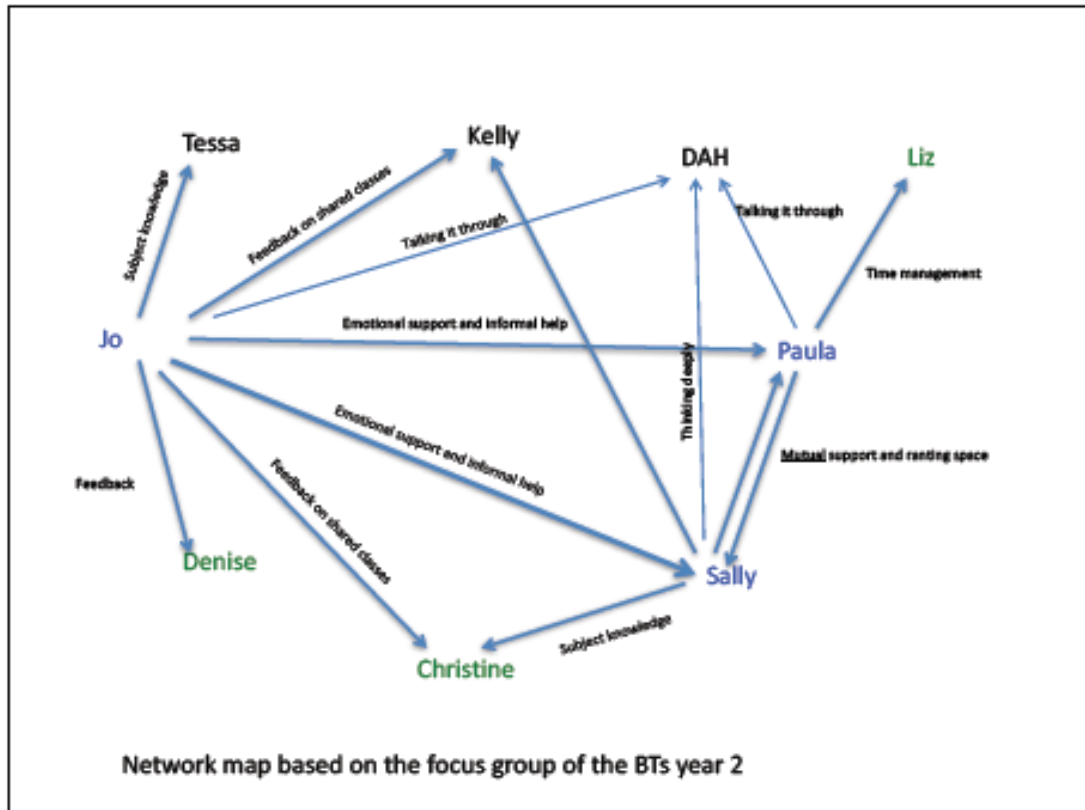 Tessa
Kelly
DAH
Liz
Subject knowledge
Feedback on shared classes
Talking it through
Talking it through
Time management
Jo
Emotional support and informal help
Paula
Thinking deeply
Emotional support and informal help
Mutual support and ranting space
Feedback
Feedback on shared classes
Denise
Sally
Subject knowledge
Christine
Network map based on the focus group of the BTs year 2